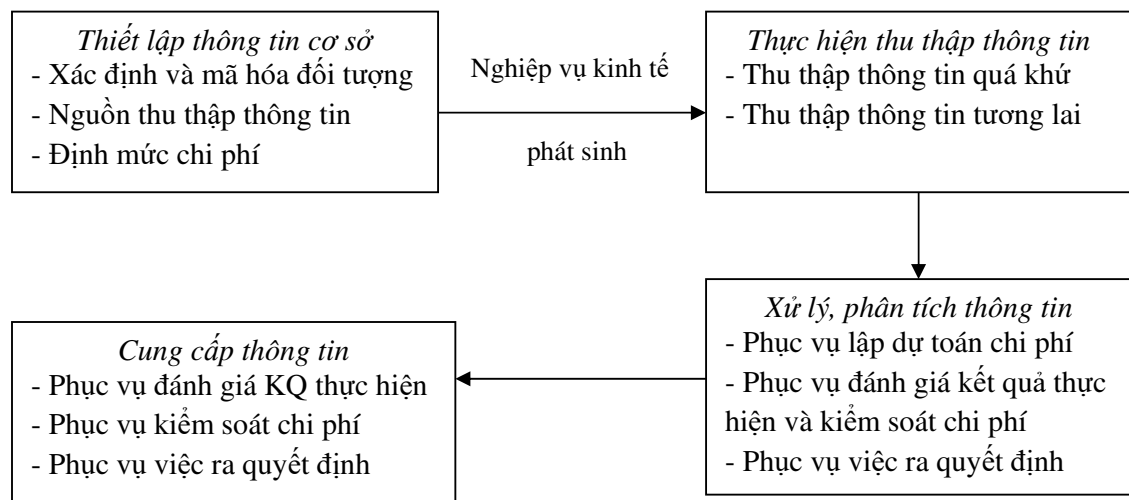 Thiết lập thông tin cơ sở
- Xác định và mã hóa đối tượng
- Nguồn thu thập thông tin
- Định mức chi phí
Nghiệp vụ kinh tế
phát sinh
Thực hiện thu thập thông tin
- Thu thập thông tin quá khứ
- Thu thập thông tin tương lai
Xử lý, phân tích thông tin
- Phục vụ lập dự toán chi phí
- Phục vụ đánh giá kết quả thực
hiện và kiểm soát chi phí
- Phục vụ việc ra quyết định
Cung cấp thông tin
- Phục vụ đánh giá KQ thực hiện
- Phục vụ kiểm soát chi phí
- Phục vụ việc ra quyết định